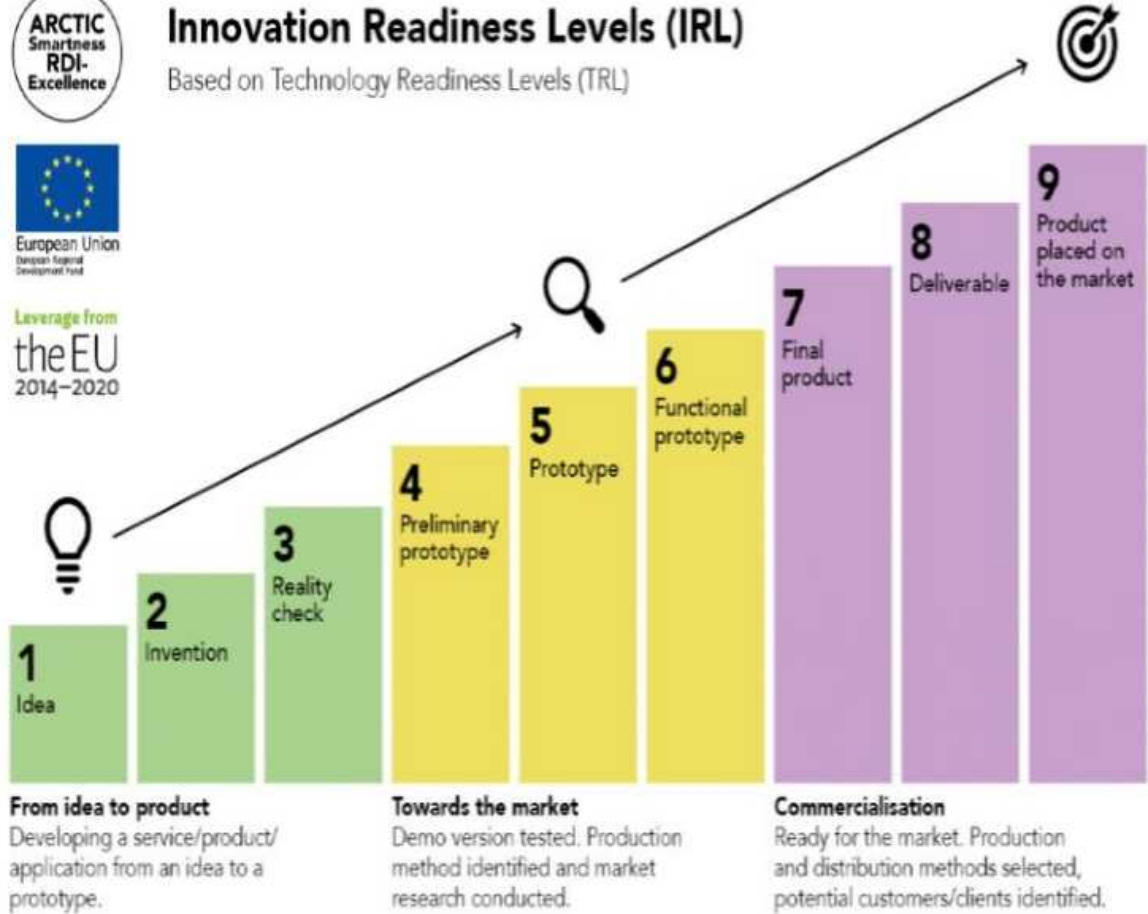 ARCTIC
Smartness
RDI-
Excellence
Innovation Readiness Levels (IRL)
Based on Technology Readiness Levels (TRL)
European Union
European Regional
Development Fund
Leverage from
the EU
2014–2020
1
Idea
2
Invention
3
Reality
check
4
Preliminary
prototype
5
Prototype
6
Functional
prototype
7
Final
product
8
Deliverable
9
Product
placed on
the market
From idea to product
Developing a service/product/
application from an idea to a
prototype.
Towards the market
Demo version tested. Production
method identified and market
research conducted.
Commercialisation
Ready for the market. Production
and distribution methods selected,
potential customers/clients identified.